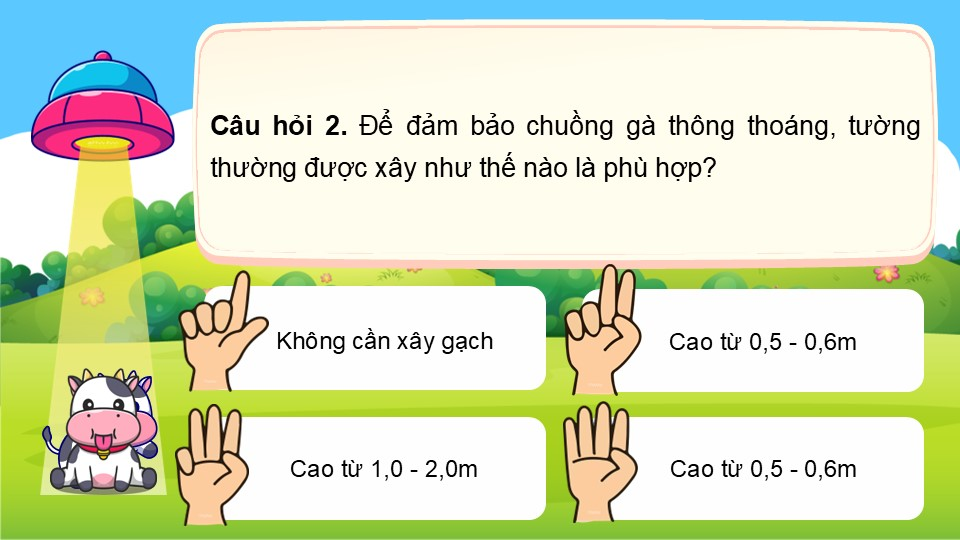 Câu hỏi 2. Để đảm bảo chuồng gà thông thoáng, tường
thường được xây như thế nào là phù hợp?
Không cần xây gạch
Cao từ 0,5 - 0,6m
Cao từ 1,0 - 2,0m
Cao từ 0,5 - 0,6m